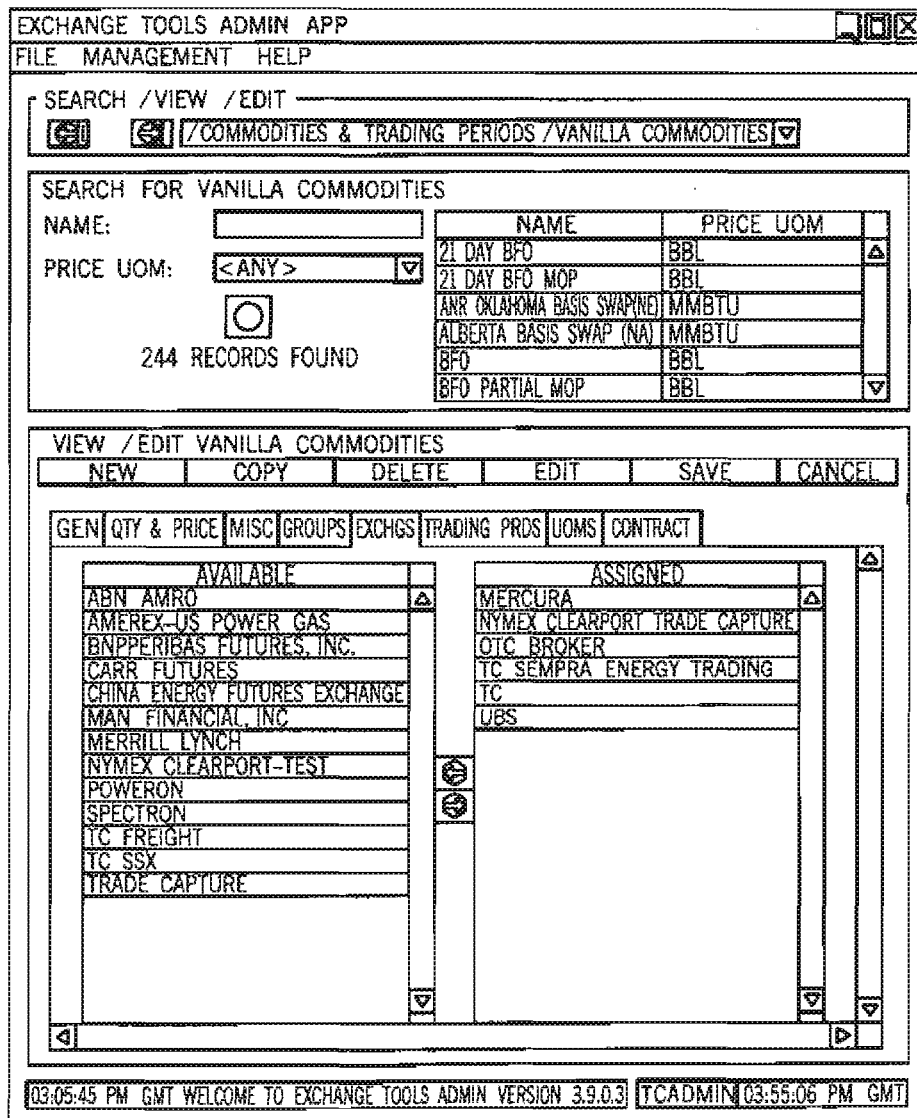 EXCHANGE TOOLS ADMIN APP
FILE MANAGEMENT HELP
SEARCH /VIEW /EDIT
/COMMODITIES & TRADING PERIODS /VANILLA COMMODITIES
SEARCH FOR VANILLA COMMODITIES
NAME:
PRICE UOM: <ANY>
244 RECORDS FOUND
NAME PRICE UOM
21 DAY BFO BBL
21 DAY BFO MOP BBL
ANR OKLAHOMA BASIS SWAP(NE) MMBTU
ALBERTA BASIS SWAP (NA) MMBTU
BFO BBL
BFO PARTIAL MOP BBL
VIEW /EDIT VANILLA COMMODITIES
NEW COPY DELETE EDIT SAVE CANCEL
GEN QTY & PRICE MISC GROUPS EXCHGS TRADING PRDS UOMS CONTRACT
AVAILABLE
ABN AMRO
AMEREX-US POWER GAS
BNPPERIBAS FUTURES, INC.
CARR FUTURES
CHINA ENERGY FUTURES EXCHANGE
MAN FINANCIAL, INC
MERRILL LYNCH
NYMEX CLEARPORT-TEST
POWERON
SPECTRON
TC FREIGHT
TC SSX
TRADE CAPTURE
ASSIGNED
MERCURA
NYMEX CLEARPORT TRADE CAPTURE
OTC BROKER
TC SEMPRA ENERGY TRADING
TC
UBS
03:05:45 PM GMT WELCOME TO EXCHANGE TOOLS ADMIN VERSION 3.9.0.3 TCADMIN 03:55:06 PM GMT